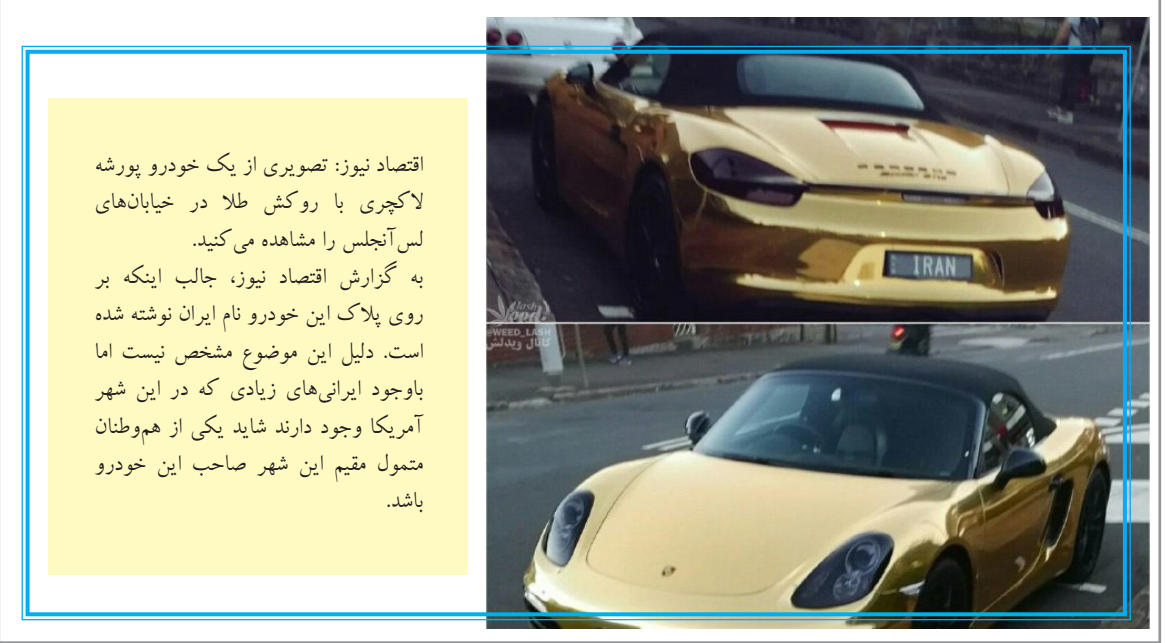 اقتصاد نیوز: تصویری از یک خودرو پورشه
لاکچری با روکش طلا در خیابان‌های
لس‌آنجلس را مشاهده می‌کنید.
به گزارش اقتصاد نیوز، جالب اینکه بر
روی پلاک این خودرو نام ایران نوشته شده
است. دلیل این موضوع مشخص نیست اما
باوجود ایرانی‌های زیادی که در این شهر
آمریکا وجود دارند شاید یکی از هم‌وطنان
متمول مقیم این شهر صاحب این خودرو
باشد.
PORSCHE
IRAN
@WEED_LASH
کانال ویدلش